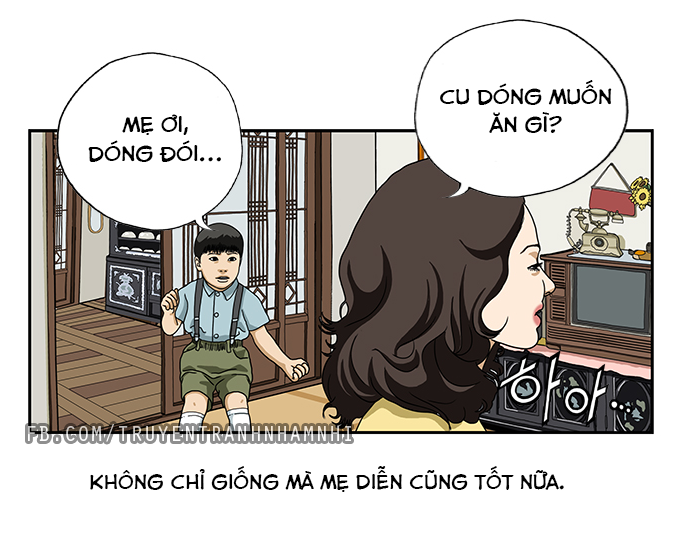 MẸ ƠI,
DÓNG ĐÓI...
CU DÓNG MUỐN
ĂN GÌ?
하아...
FB.COM/TRUYENTRANHNHAMNHI
KHÔNG CHỈ GIỐNG MÀ MẸ DIỄN CŨNG TỐT NỮA.